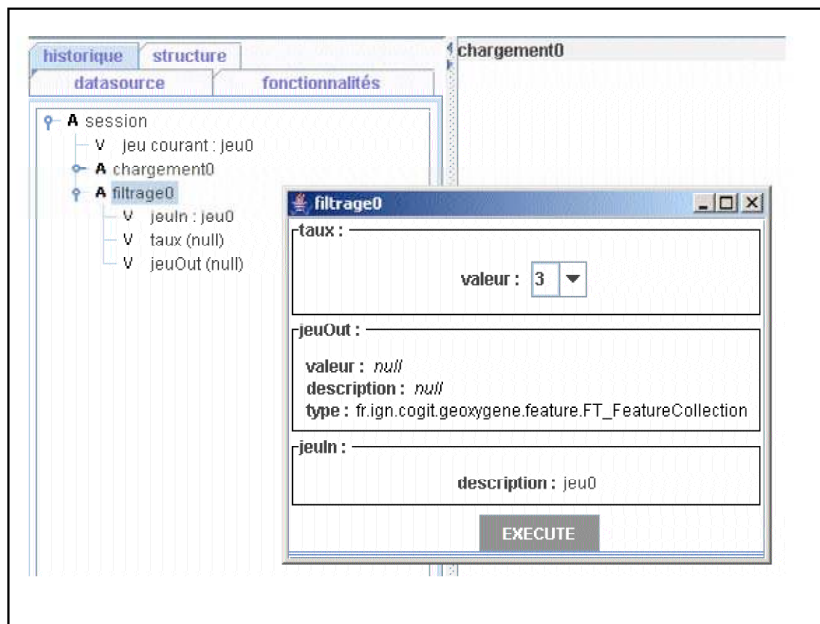 historique structure
datasource fonctionnalités
A session
V jeu courant : jeu0
A chargement0
A filtrage0
V jeuIn : jeu0
V taux (null)
V jeuOut (null)
chargement0
filtrage0
taux :
valeur : 3
jeuOut :
valeur : null
description : null
type : fr.ign.cogit.geoxygene.feature.FT_FeatureCollection
jeuIn :
description : jeu0
EXECUTE